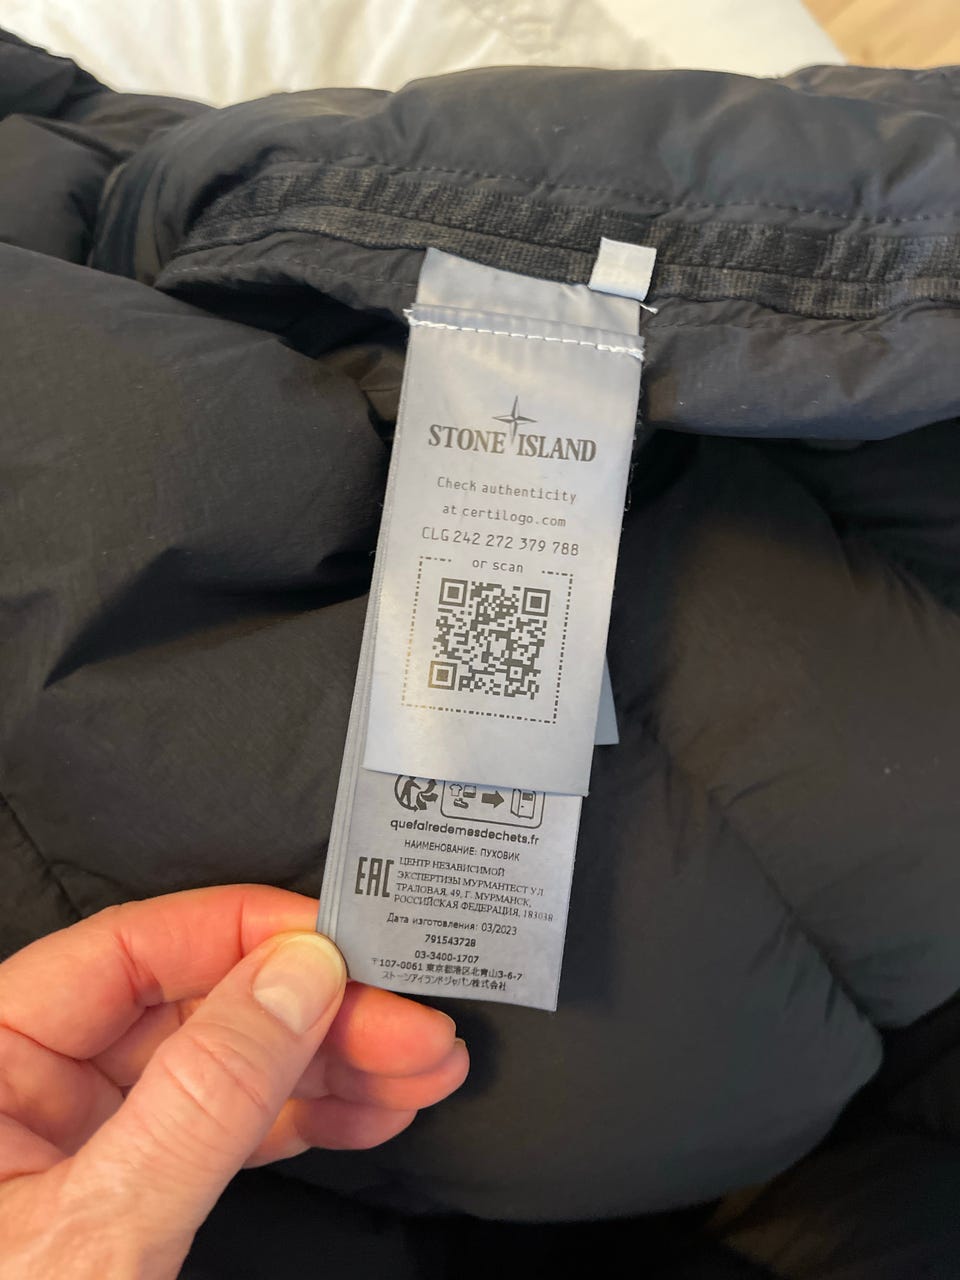 STONE ISLAND
Check authenticity
at certilogo.com
CLG 242 272 379 788
or scan
quefairedemesdechets.fr
НАИМЕНОВАНИЕ: ПУХОВИК
EAC
ЦЕНТР НЕЗАВИСИМОЙ
ЭКСПЕРТИЗЫ МУРМАНТЕСТ УЛ
ТРАЛОВАЯ, 49, Г. МУРМАНСК,
РОССИЙСКАЯ ФЕДЕРАЦИЯ, 183038
Дата изготовления: 03/2023
791543728
03-3400-1707
〒107-0061 東京都港区北青山3-6-7
ストーンアイランドジャパン株式会社